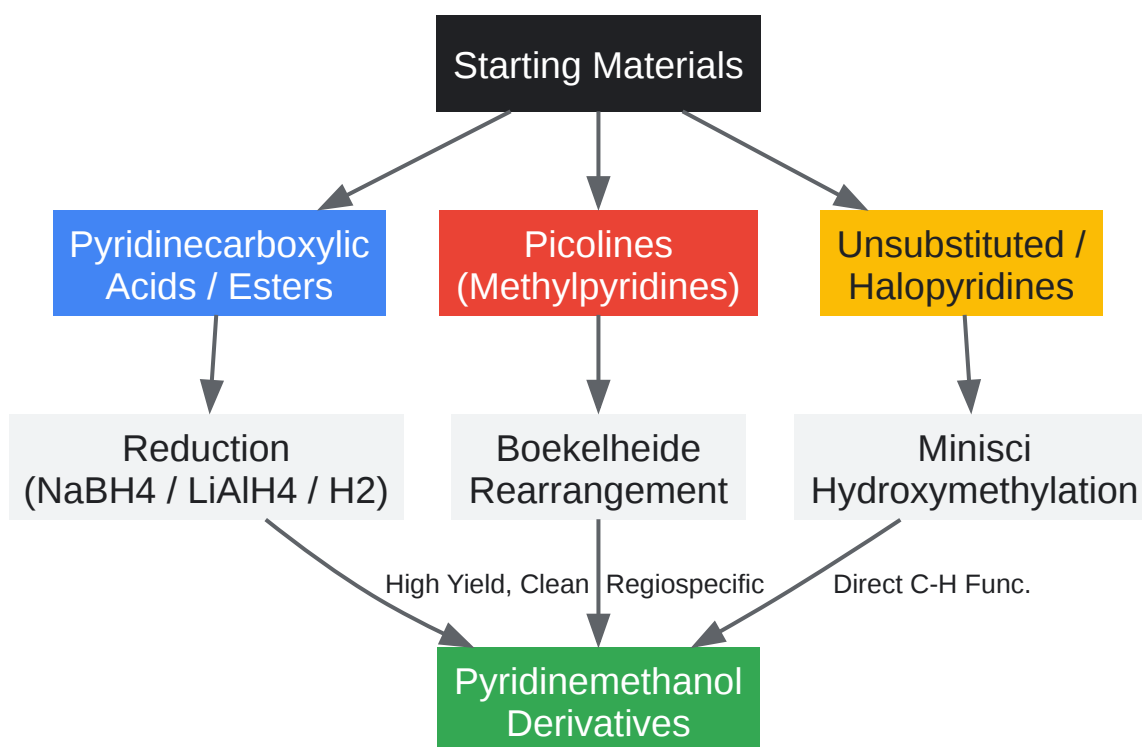 Starting Materials
Pyridinecarboxylic
Acids / Esters
Picolines
(Methylpyridines)
Unsubstituted /
Halopyridines
Reduction
(NaBH4 / LiAlH4 / H2)
Boekelheide
Rearrangement
Minisci
Hydroxymethylation
High Yield, Clean
Regiospecific
Direct C-H Func.
Pyridinemethanol
Derivatives